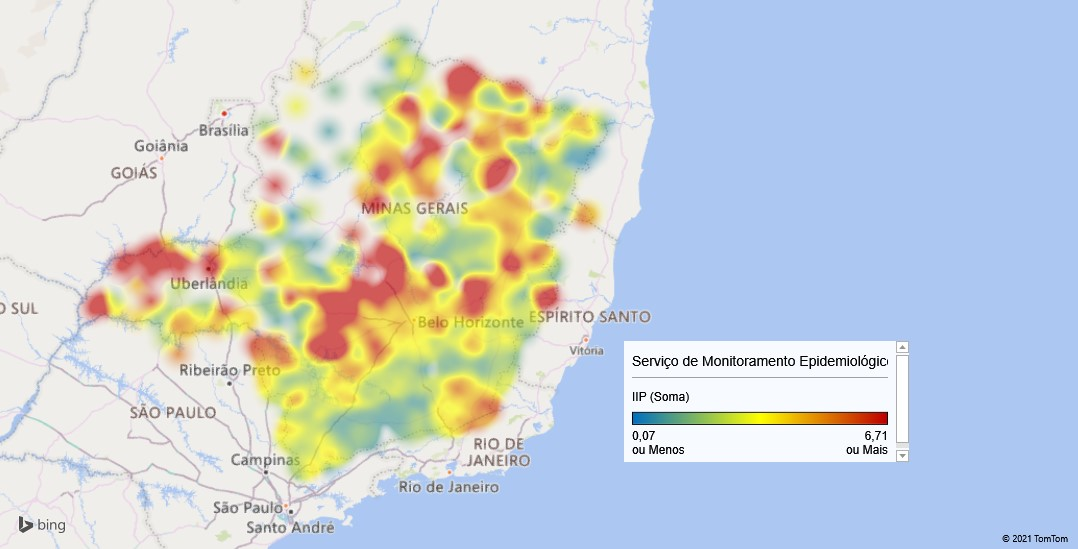 Brasília
Goiânia
GOIÁS
MINAS GERAIS
Uberlândia
O SUL
Belo Horizonte
ESPÍRITO SANTO
Vitória
Ribeirão Preto
SÃO PAULO
RIO DE
JANEIRO
Campinas
Rio de Janeiro
São Paulo
Santo André
Serviço de Monitoramento Epidemiológic
IIP (Soma)
0,07
ou Menos
6,71
ou Mais
bing
© 2021 TomTom